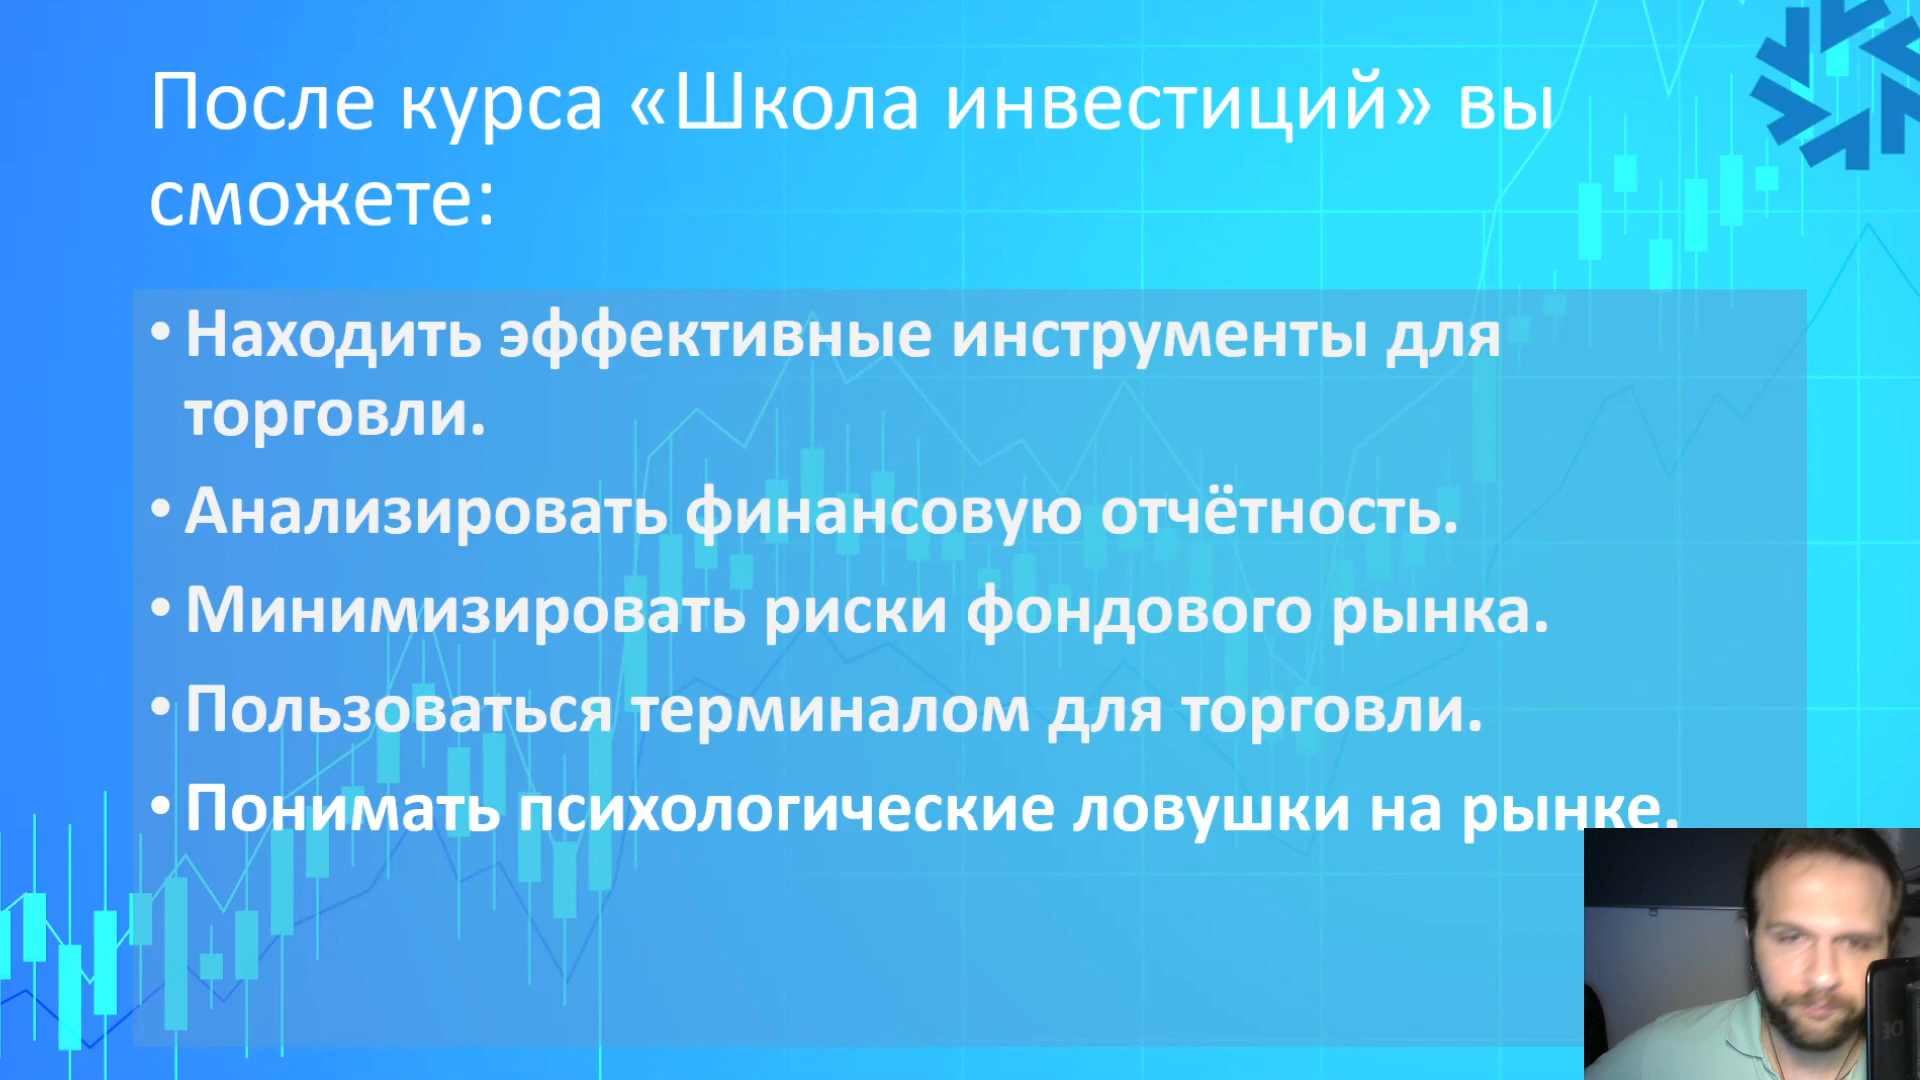 После курса «Школа инвестиций» вы
сможете:
• Находить эффективные инструменты для
торговли.
• Анализировать финансовую отчётность.
• Минимизировать риски фондового рынка.
• Пользоваться терминалом для торговли.
• Понимать психологические ловушки на рынке.